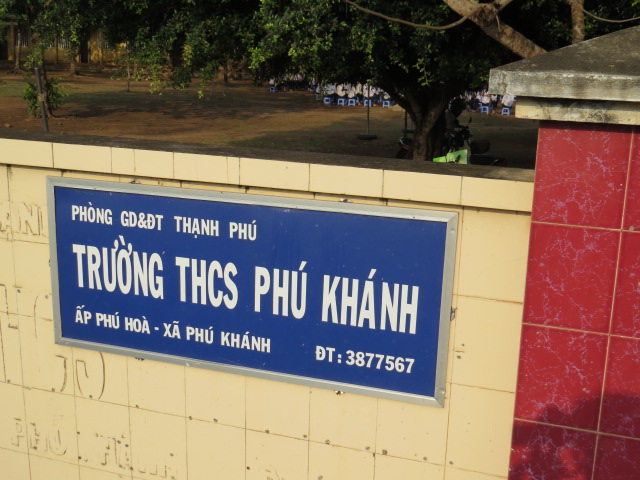 PHÒNG GD&ĐT THẠNH PHÚ
TRƯỜNG THCS PHÚ KHÁNH
ẤP PHÚ HOÀ - XÃ PHÚ KHÁNH
ĐT: 3877567